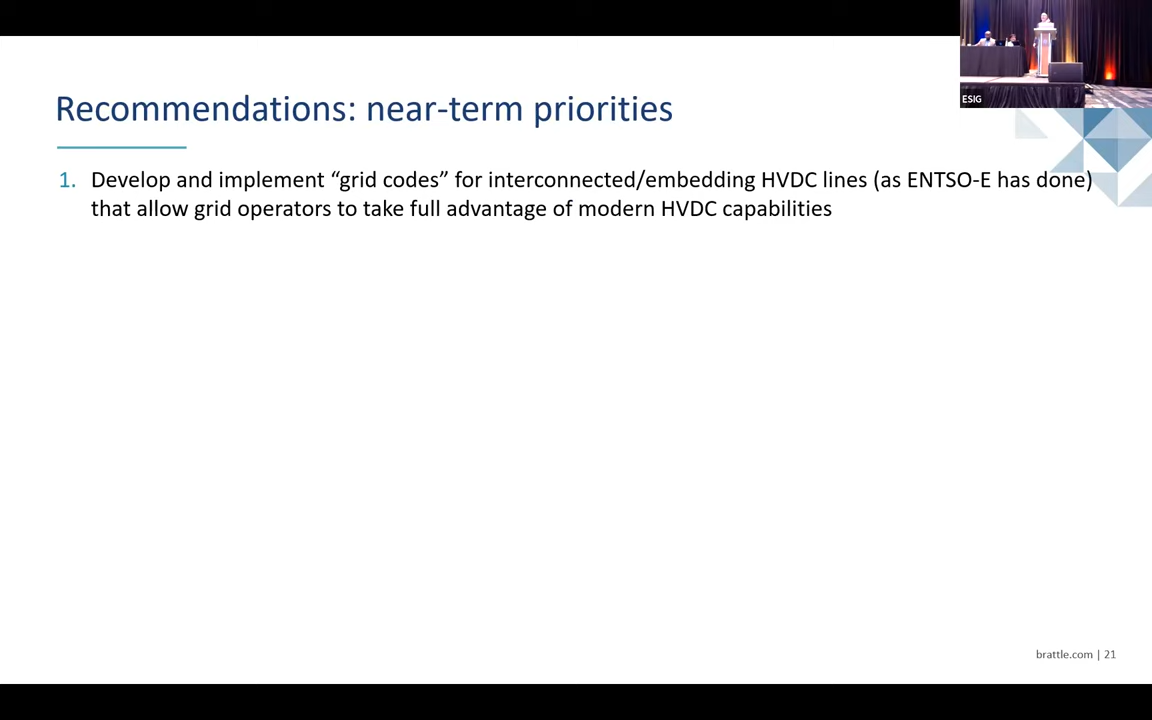 ESIG
Recommendations: near-term priorities
1. Develop and implement “grid codes” for interconnected/embedding HVDC lines (as ENTSO-E has done)
that allow grid operators to take full advantage of modern HVDC capabilities
brattle.com | 21